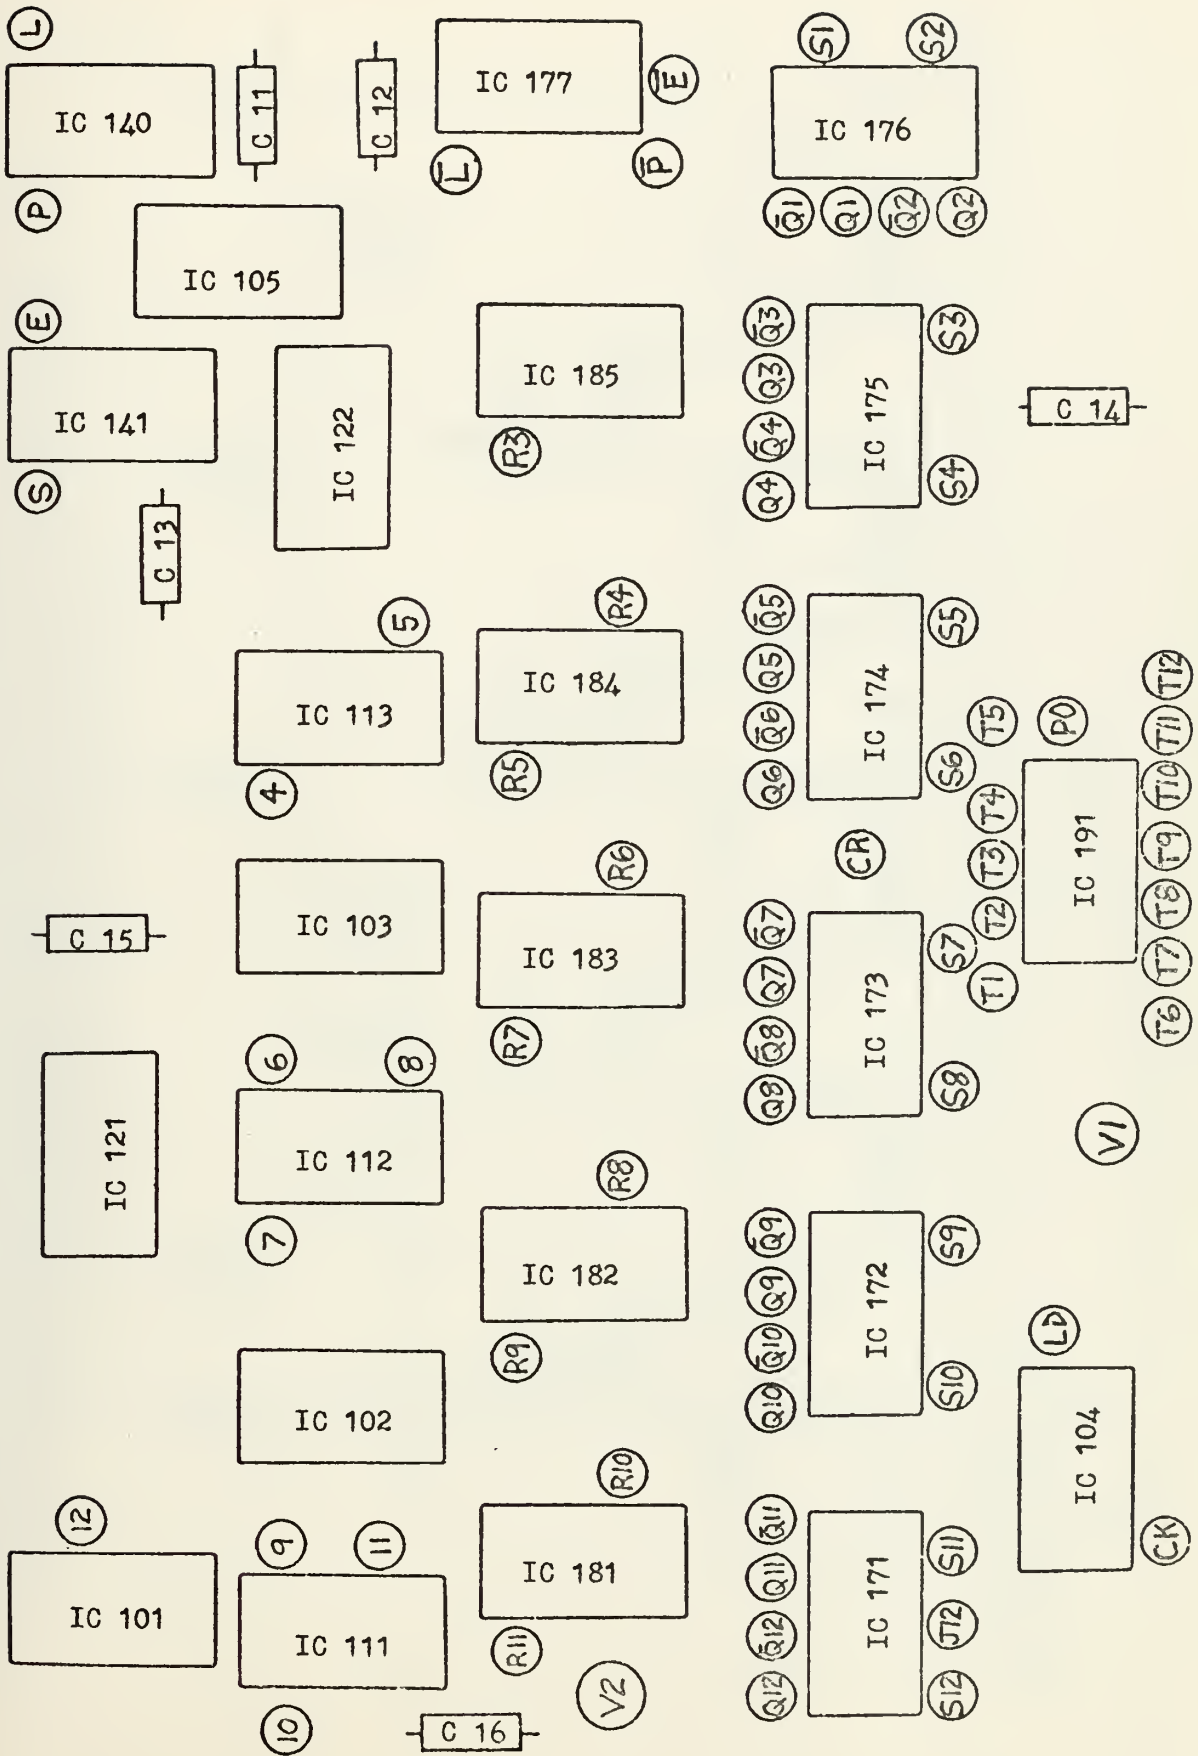 L
IC 140
C 11
C 12
IC 177
E̅
S1
S2
IC 176
P
L̅
P̅
Q̅1
Q1
Q̅2
Q2
IC 105
E
IC 141
S
IC 122
IC 185
R3
Q̅3
Q3
Q̅4
Q4
IC 175
S3
S4
C 14
C 13
5
IC 113
4
R4
IC 184
R5
Q̅5
Q5
Q̅6
Q6
IC 174
S5
S6
T5
PO
T12
T11
T10
T9
T8
T7
T6
T4
T3
T2
T1
IC 191
CR
C 15
IC 103
R6
IC 183
R7
Q̅7
Q7
Q̅8
Q8
IC 173
S7
S8
V1
IC 121
6
8
IC 112
7
R8
IC 182
R9
Q̅9
Q9
Q̅10
Q10
IC 172
S9
S10
LD
IC 104
CK
IC 102
12
IC 101
9
11
IC 111
10
R10
IC 181
R11
V2
C 16
Q̅11
Q11
Q̅12
Q12
IC 171
S11
J12
S12